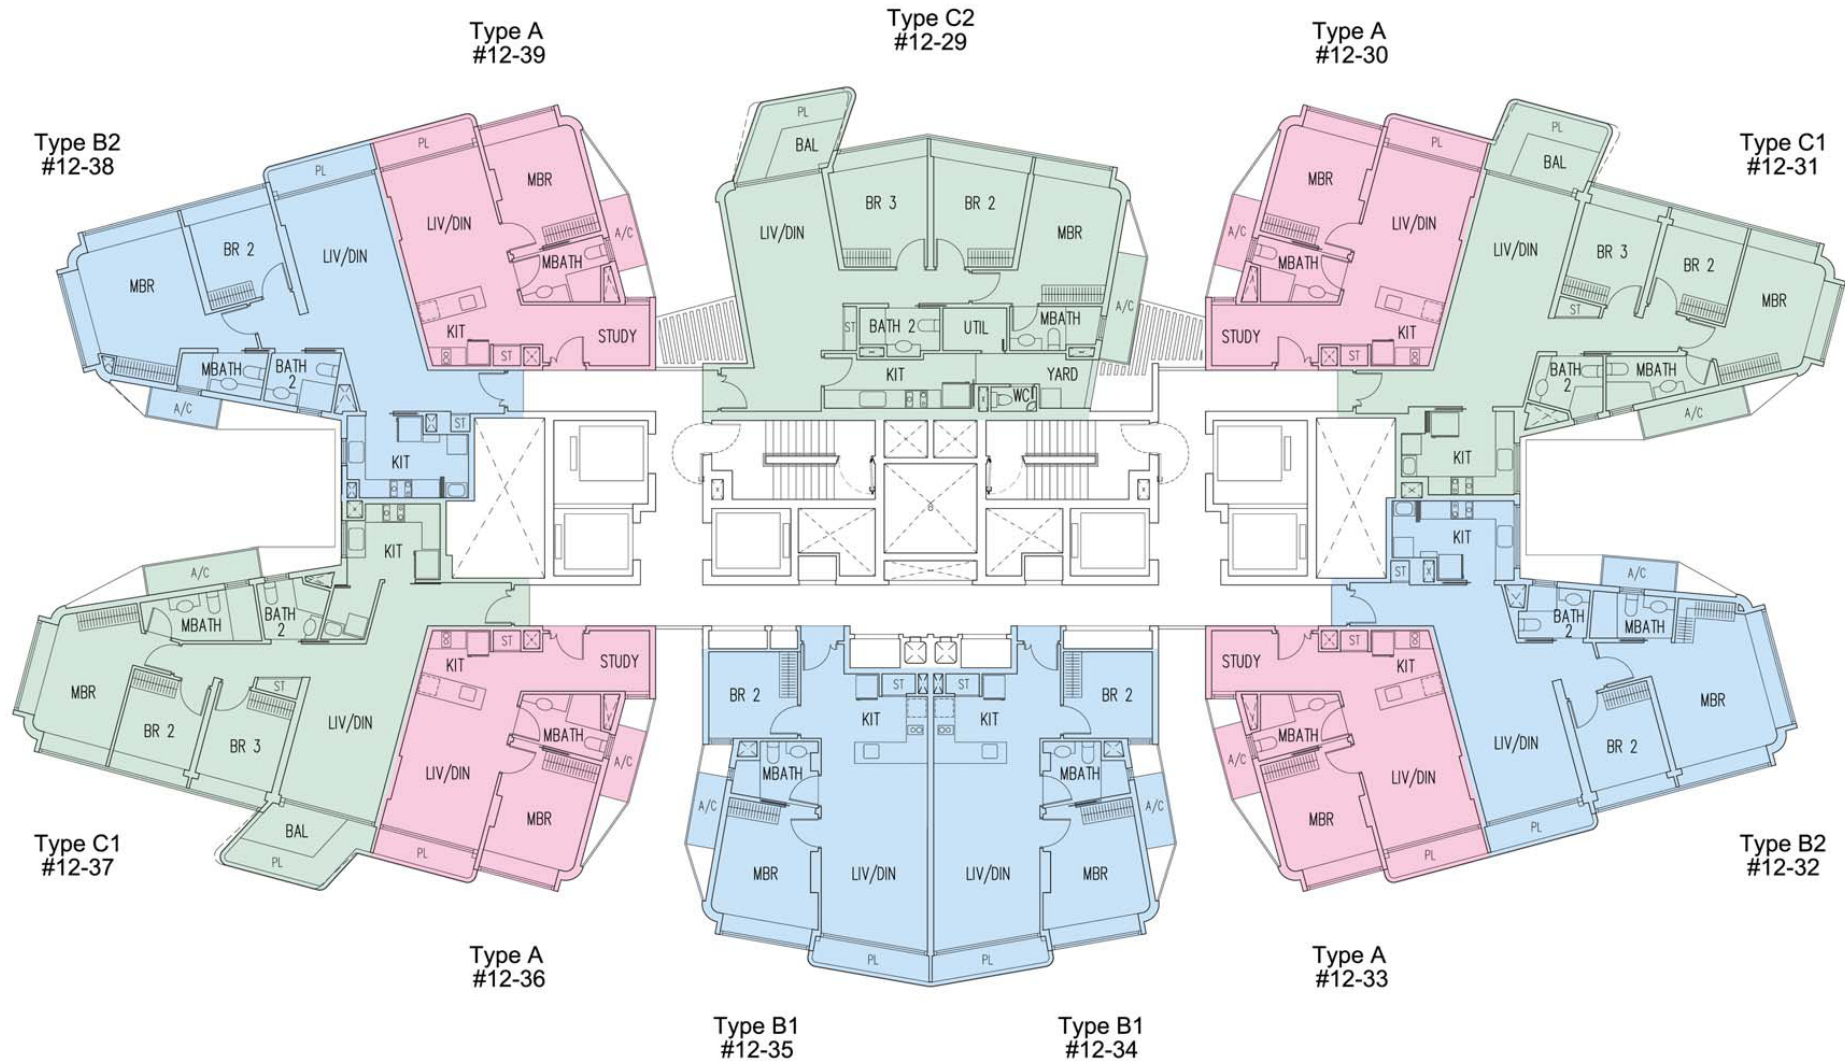 Type C2
#12-29
Type A
#12-39
Type A
#12-30
Type B2
#12-38
Type C1
#12-31
PL
BAL
LIV/DIN
BR 3
BR 2
MBR
A/C
ST
BATH 2
UTIL
MBATH
KIT
YARD
WC
PL
LIV/DIN
MBR
A/C
MBATH
KIT
ST
STUDY
PL
MBR
BR 2
LIV/DIN
MBATH
BATH
2
A/C
ST
KIT
PL
MBR
LIV/DIN
A/C
MBATH
STUDY
ST
KIT
PL
BAL
LIV/DIN
BR 3
BR 2
MBR
ST
BATH
2
MBATH
A/C
KIT
A/C
KIT
MBATH
BATH
2
MBR
BR 2
BR 3
ST
LIV/DIN
BAL
PL
KIT
ST
STUDY
MBATH
A/C
LIV/DIN
MBR
PL
BR 2
ST
KIT
MBATH
A/C
MBR
LIV/DIN
PL
ST
KIT
BR 2
MBATH
A/C
LIV/DIN
MBR
PL
STUDY
ST
KIT
MBATH
A/C
MBR
LIV/DIN
PL
KIT
ST
A/C
BATH
2
MBATH
MBR
BR 2
LIV/DIN
PL
Type C1
#12-37
Type B2
#12-32
Type A
#12-36
Type A
#12-33
Type B1
#12-35
Type B1
#12-34